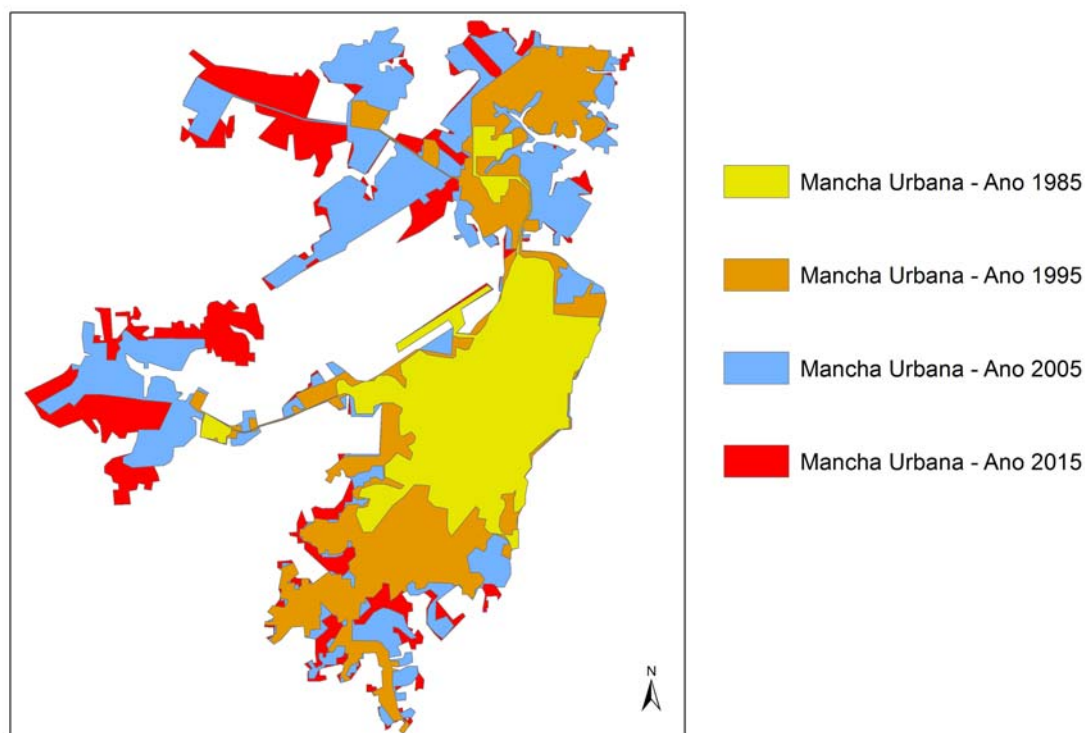 Mancha Urbana - Ano 1985
Mancha Urbana - Ano 1995
Mancha Urbana - Ano 2005
Mancha Urbana - Ano 2015
N